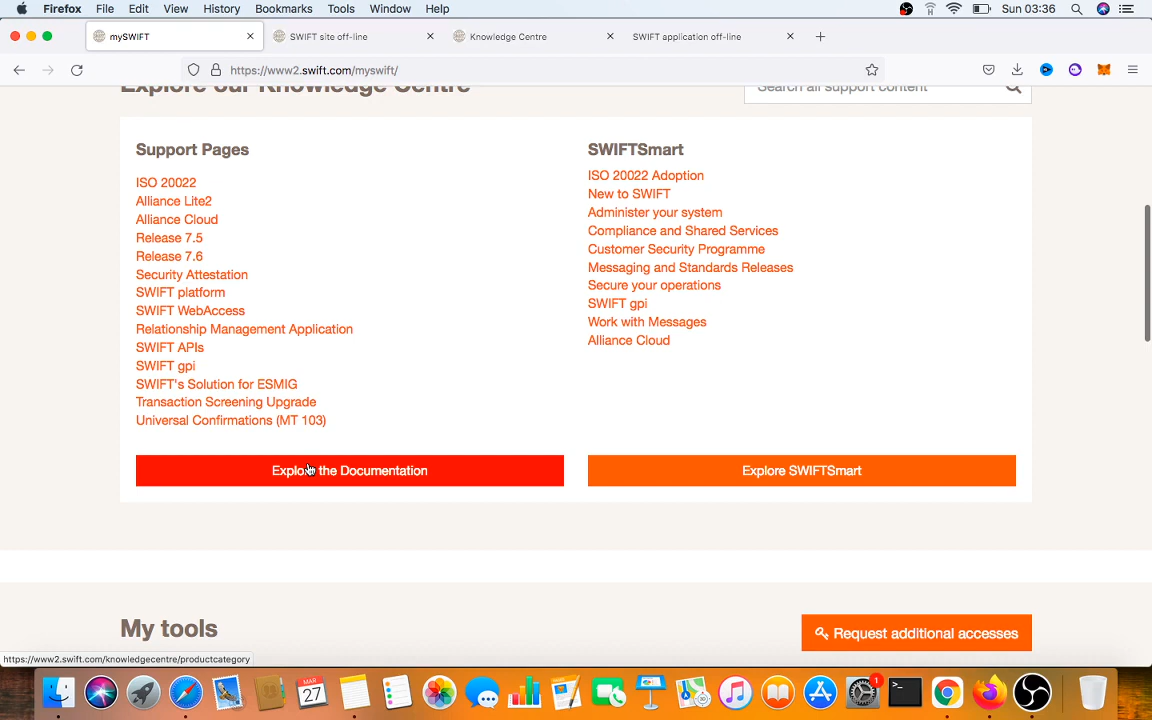 Firefox File Edit View History Bookmarks Tools Window Help Sun 03:36
mySWIFT SWIFT site off-line Knowledge Centre SWIFT application off-line
https://www2.swift.com/myswift/
Explore our Knowledge Centre
Search all support content
Support Pages
ISO 20022
Alliance Lite2
Alliance Cloud
Release 7.5
Release 7.6
Security Attestation
SWIFT platform
SWIFT WebAccess
Relationship Management Application
SWIFT APIs
SWIFT gpi
SWIFT's Solution for ESMIG
Transaction Screening Upgrade
Universal Confirmations (MT 103)
Explore the Documentation
SWIFTSmart
ISO 20022 Adoption
New to SWIFT
Administer your system
Compliance and Shared Services
Customer Security Programme
Messaging and Standards Releases
Secure your operations
SWIFT gpi
Work with Messages
Alliance Cloud
Explore SWIFTSmart
My tools
Request additional accesses
https://www2.swift.com/knowledgecentre/productcategory
MAR
27
1